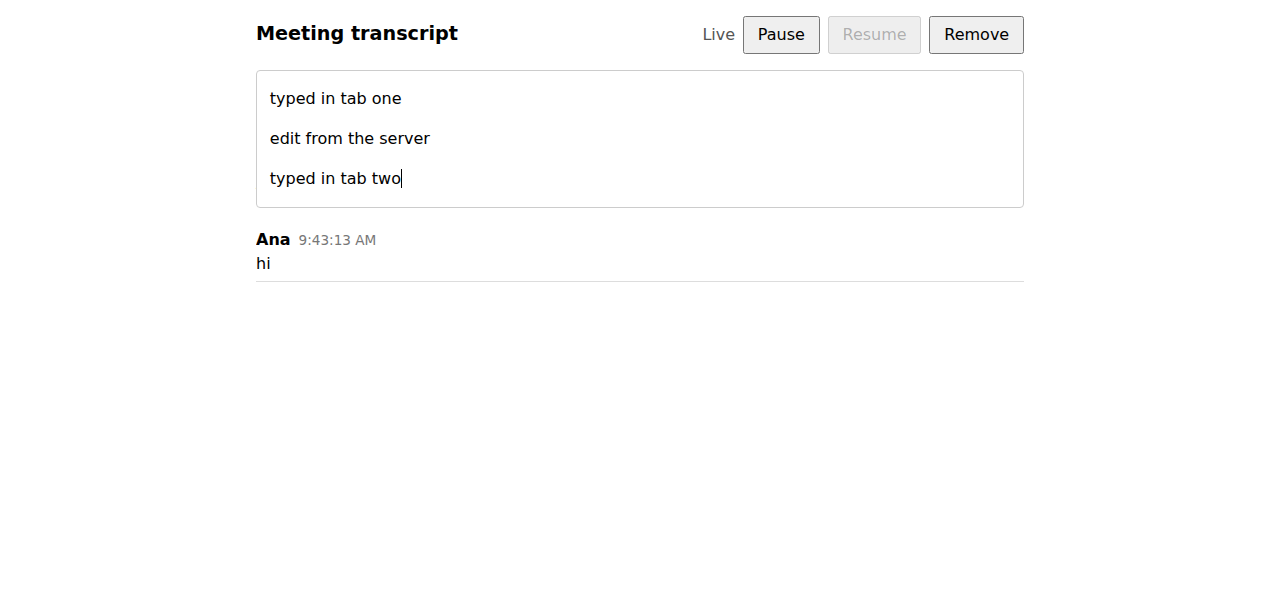 Meeting transcript
Live Pause Resume Remove
typed in tab one
edit from the server
typed in tab two
Ana 9:43:13 AM
hi